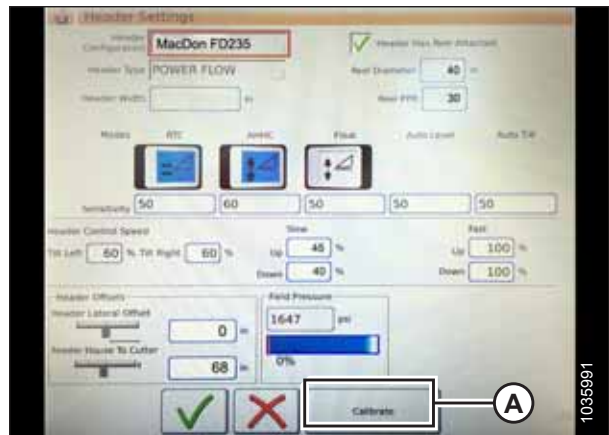 Header Settings
Header Configuration MacDon FD235
Header Has Reel Attached
Header Type POWER FLOW
Reel Diameter 40 in
Header Width in
Reel PPR 30
Modes RTC AHHC Float Auto Level Auto Tilt
Sensitivity 50 60 50 50 50
Header Control Speed
Slow
Fast
Tilt Left 60 % Tilt Right 60 %
Up 46 %
Up 100 %
Down 40 %
Down 100 %
Header Offsets
Field Pressure
Header Lateral Offset
1647 psi
0
Header House To Cutter
0%
68
Calibrate
A
1035991